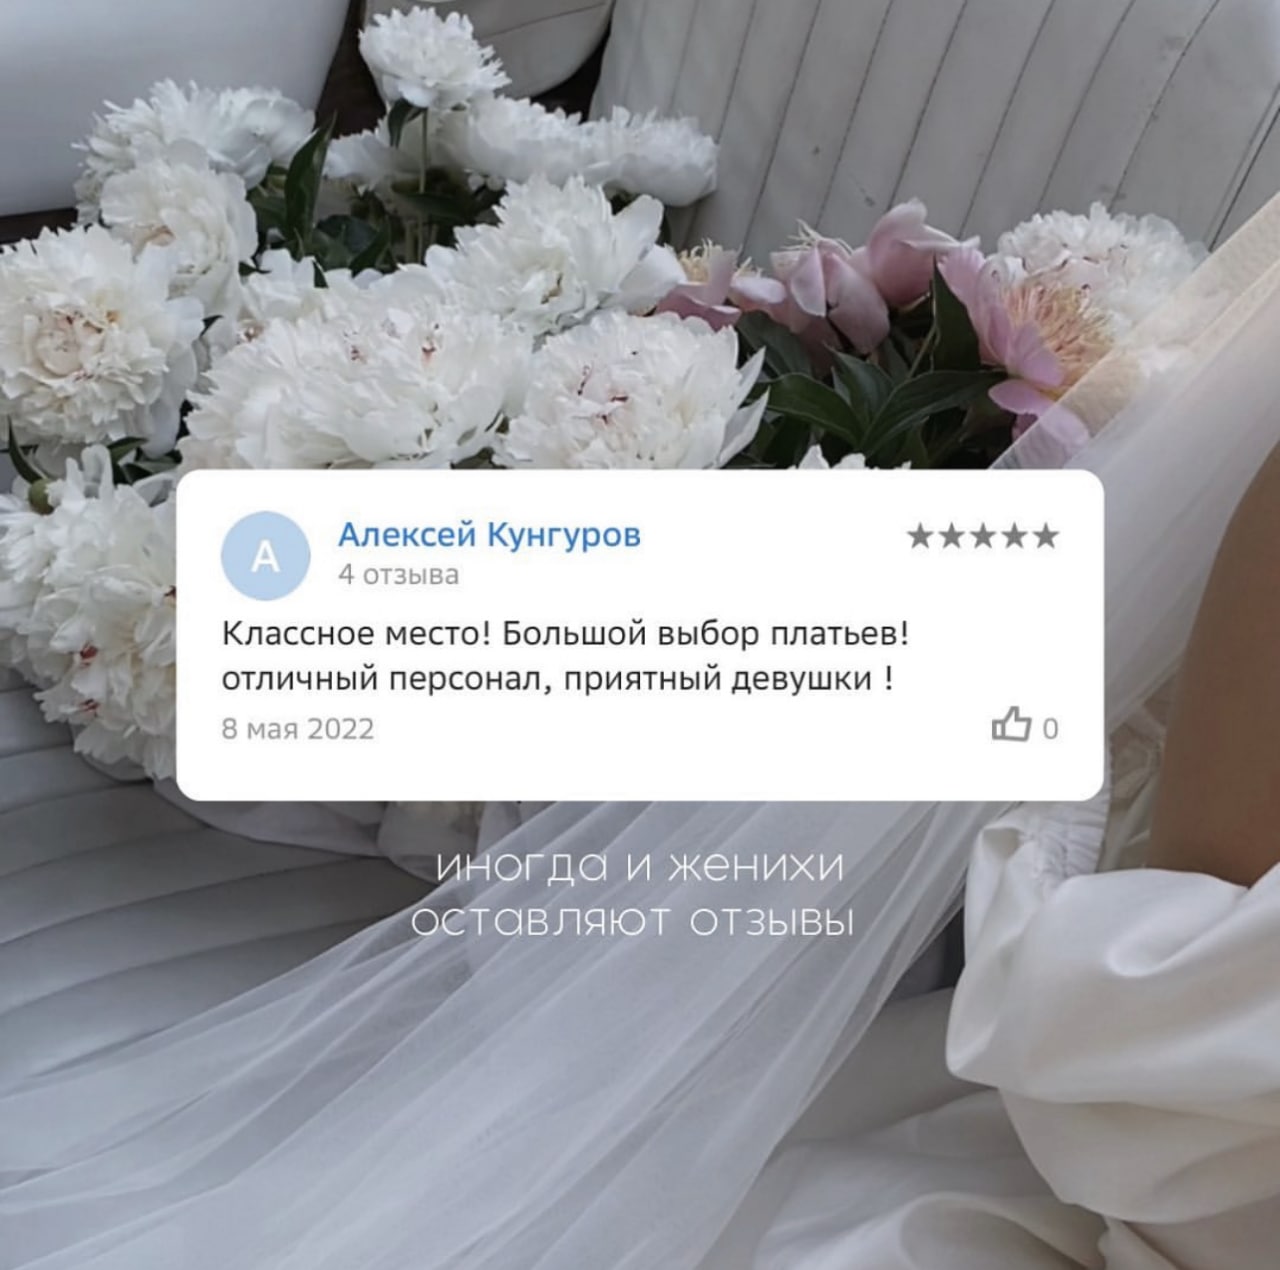 А
Алексей Кунгуров
★★★★★
4 отзыва
Классное место! Большой выбор платьев!
отличный персонал, приятный девушки !
8 мая 2022
0
иногда и женихи
оставляют отзывы